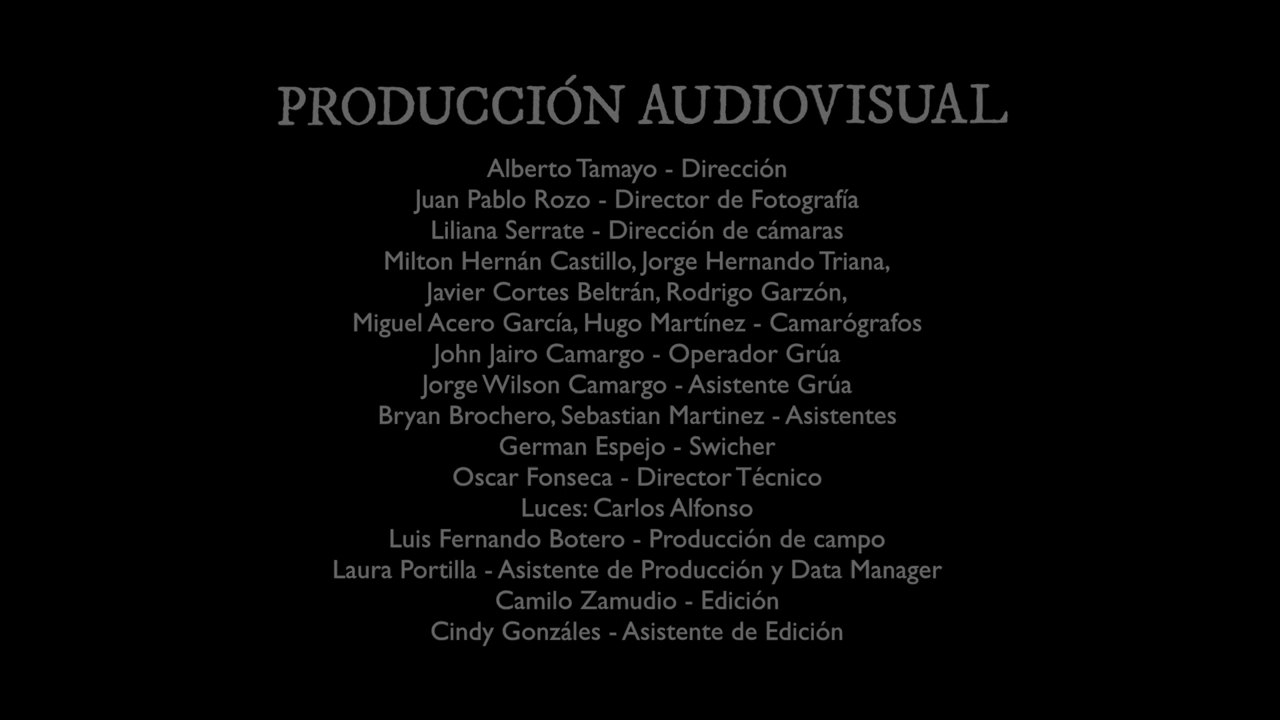 PRODUCCIÓN AUDIOVISUAL
Alberto Tamayo - Dirección
Juan Pablo Rozo - Director de Fotografía
Liliana Serrate - Dirección de cámaras
Milton Hernán Castillo, Jorge Hernando Triana,
Javier Cortes Beltrán, Rodrigo Garzón,
Miguel Acero García, Hugo Martínez - Camarógrafos
John Jairo Camargo - Operador Grúa
Jorge Wilson Camargo - Asistente Grúa
Bryan Brochero, Sebastian Martinez - Asistentes
German Espejo - Swicher
Oscar Fonseca - Director Técnico
Luces: Carlos Alfonso
Luis Fernando Botero - Producción de campo
Laura Portilla - Asistente de Producción y Data Manager
Camilo Zamudio - Edición
Cindy Gonzáles - Asistente de Edición